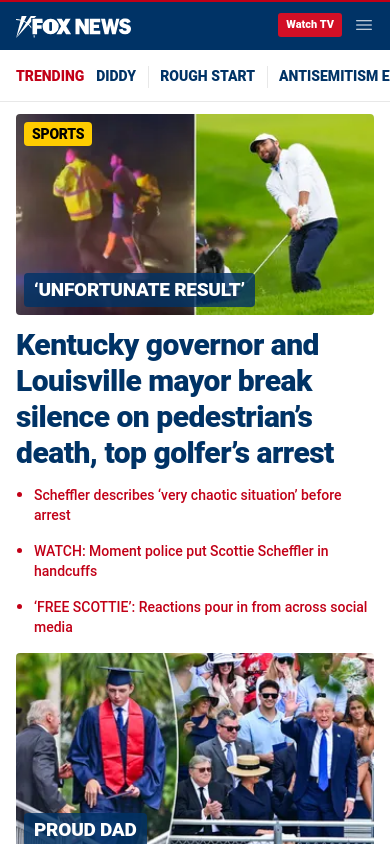 FOX NEWS
Watch TV
TRENDING DIDDY ROUGH START ANTISEMITISM E
SPORTS
‘UNFORTUNATE RESULT’
Kentucky governor and
Louisville mayor break
silence on pedestrian’s
death, top golfer’s arrest
Scheffler describes ‘very chaotic situation’ before
arrest
WATCH: Moment police put Scottie Scheffler in
handcuffs
‘FREE SCOTTIE’: Reactions pour in from across social
media
PROUD DAD